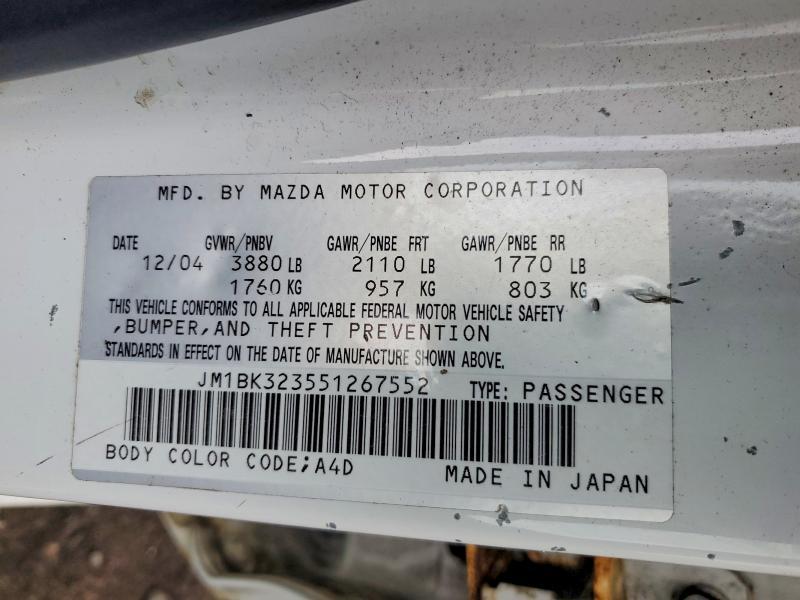 MFD. BY MAZDA MOTOR CORPORATION
DATE GVWR/PNBV GAWR/PNBE FRT GAWR/PNBE RR
12/04 3880 LB 2110 LB 1770 LB
1760 KG 957 KG 803 KG
THIS VEHICLE CONFORMS TO ALL APPLICABLE FEDERAL MOTOR VEHICLE SAFETY
,BUMPER,AND THEFT PREVENTION
STANDARDS IN EFFECT ON THE DATE OF MANUFACTURE SHOWN ABOVE.
JM1BK323551267552 TYPE: PASSENGER
BODY COLOR CODE;A4D MADE IN JAPAN